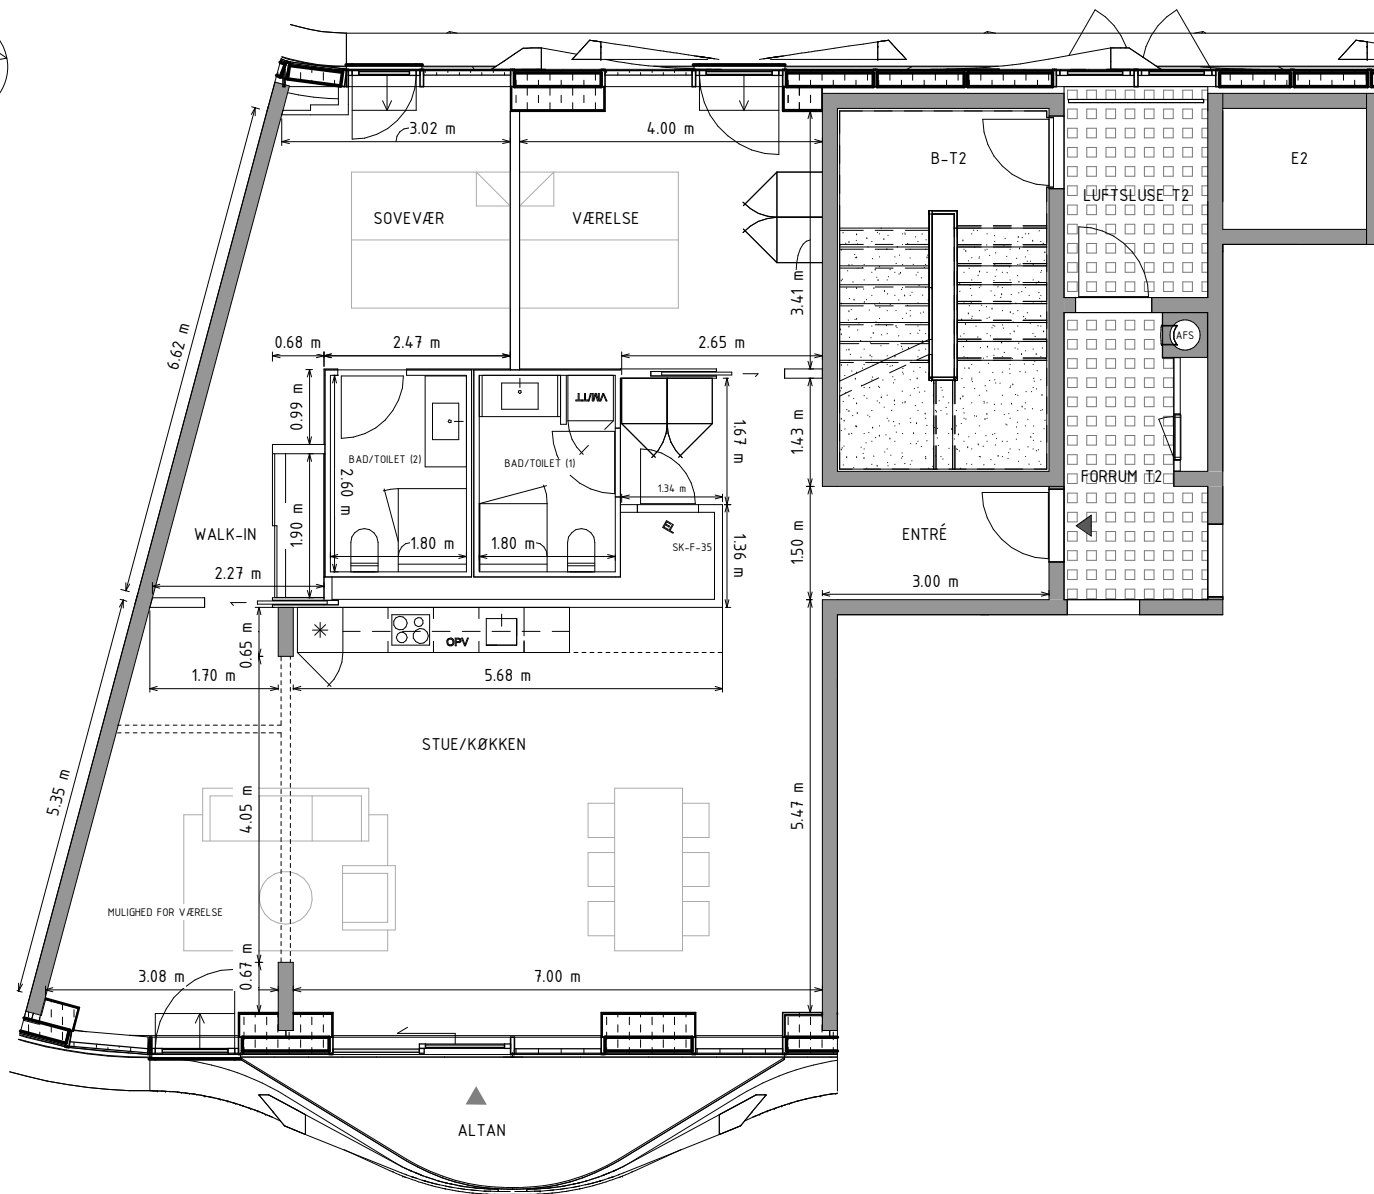 3.02 m
4.00 m
B-T2
E2
LUFTSLUSE T2
SOVEVÆR
VÆRELSE
3.41 m
6.62 m
AFS
0.68 m
2.47 m
2.65 m
0.99 m
VM/TT
1.67 m
1.43 m
BAD/TOILET (2)
BAD/TOILET (1)
2.60 m
1.34 m
FORRUM T2
WALK-IN
1.90 m
1.80 m
1.80 m
SK-F-35
1.36 m
1.50 m
ENTRÉ
2.27 m
3.00 m
0.65 m
OPV
1.70 m
5.68 m
STUE/KØKKEN
5.35 m
4.05 m
5.47 m
MULIGHED FOR VÆRELSE
3.08 m
0.67 m
7.00 m
ALTAN